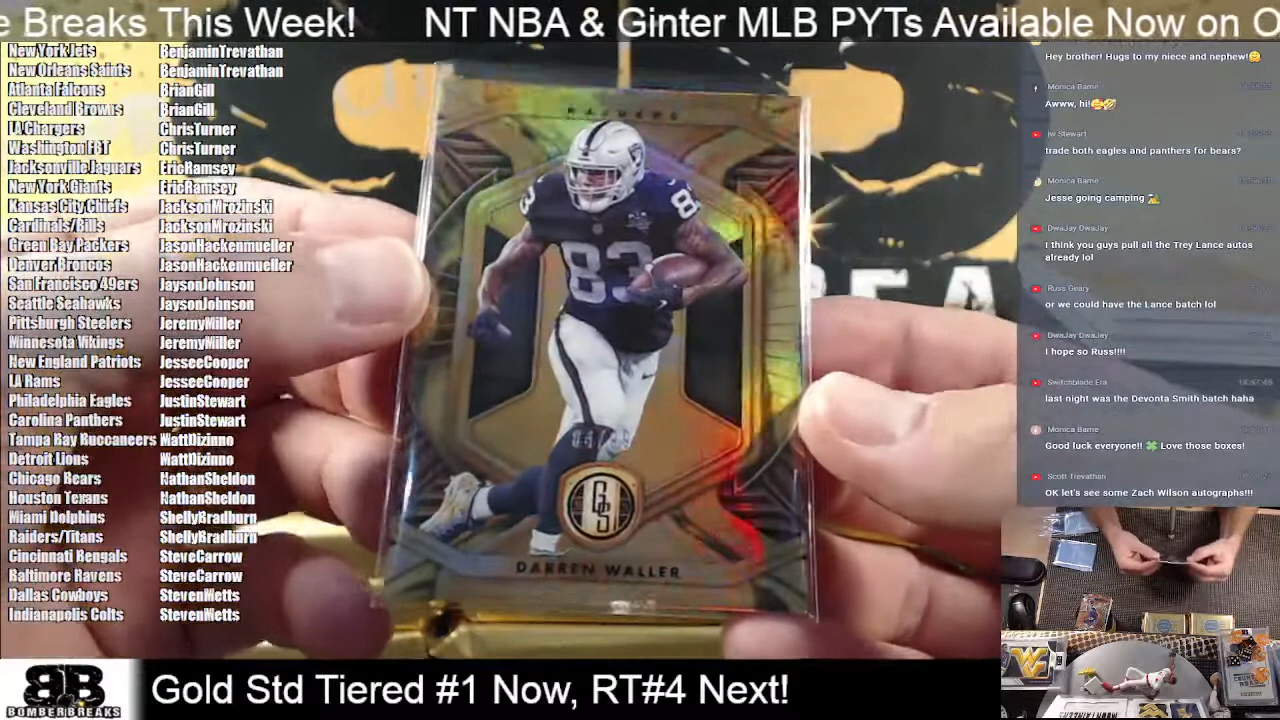 e Breaks This Week! NT NBA & Ginter MLB PYTs Available Now on O
New York Jets BenjaminTrevathan
New Orleans Saints BenjaminTrevathan
Atlanta Falcons BrianGill
Cleveland Browns BrianGill
LA Chargers ChrisTurner
Washington FBT ChrisTurner
Jacksonville Jaguars EricRamsey
New York Giants EricRamsey
Kansas City Chiefs JacksonMrozinski
Cardinals/Bills JacksonMrozinski
Green Bay Packers JasonHackenmueller
Denver Broncos JasonHackenmueller
San Francisco 49ers JaysonJohnson
Seattle Seahawks JaysonJohnson
Pittsburgh Steelers JeremyMiller
Minnesota Vikings JeremyMiller
New England Patriots JesseeCooper
LA Rams JesseeCooper
Philadelphia Eagles JustinStewart
Carolina Panthers JustinStewart
Tampa Bay Buccaneers MattDizinno
Detroit Lions MattDizinno
Chicago Bears NathanSheldon
Houston Texans NathanSheldon
Miami Dolphins ShellyBradburn
Raiders/Titans ShellyBradburn
Cincinnati Bengals SteveCarrow
Baltimore Ravens SteveCarrow
Dallas Cowboys StevenMetts
Indianapolis Colts StevenMetts
RAIDERS
83
83
GS
DARREN WALLER
Hey brother! Hugs to my niece and nephew!🤗
Monica Bame
Awww, hi!🥰🤣
Jw Stewart
trade both eagles and panthers for bears?
Monica Bame
Jesse going camping 🏕
DwaJay DwaJay
I think you guys pull all the Trey Lance autos
already lol
Russ Geary
or we could have the Lance batch lol
DwaJay DwaJay
I hope so Russ!!!!
Switchblade Era
last night was the Devonta Smith batch haha
Monica Bame
Good luck everyone!! 🍀 Love those boxes!
Scott Trevathan
OK let's see some Zach Wilson autographs!!!
BB
BOMBERBREAKS
Gold Std Tiered #1 Now, RT#4 Next!